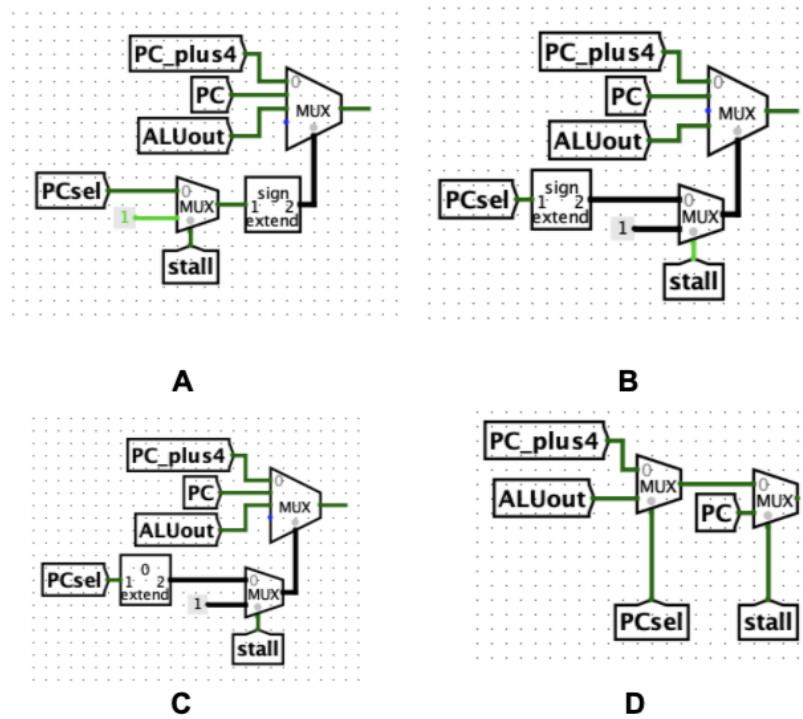 PC_plus4
0
PC
MUX
ALUout
PCsel
0
MUX
1
sign
1 2
extend
stall
A
PC_plus4
0
PC
MUX
ALUout
PCsel
sign
1 2
extend
0
MUX
1
stall
B
PC_plus4
0
PC
MUX
ALUout
PCsel
0
1 2
extend
0
MUX
1
stall
C
PC_plus4
0
MUX
ALUout
0
MUX
PC
PCsel
stall
D